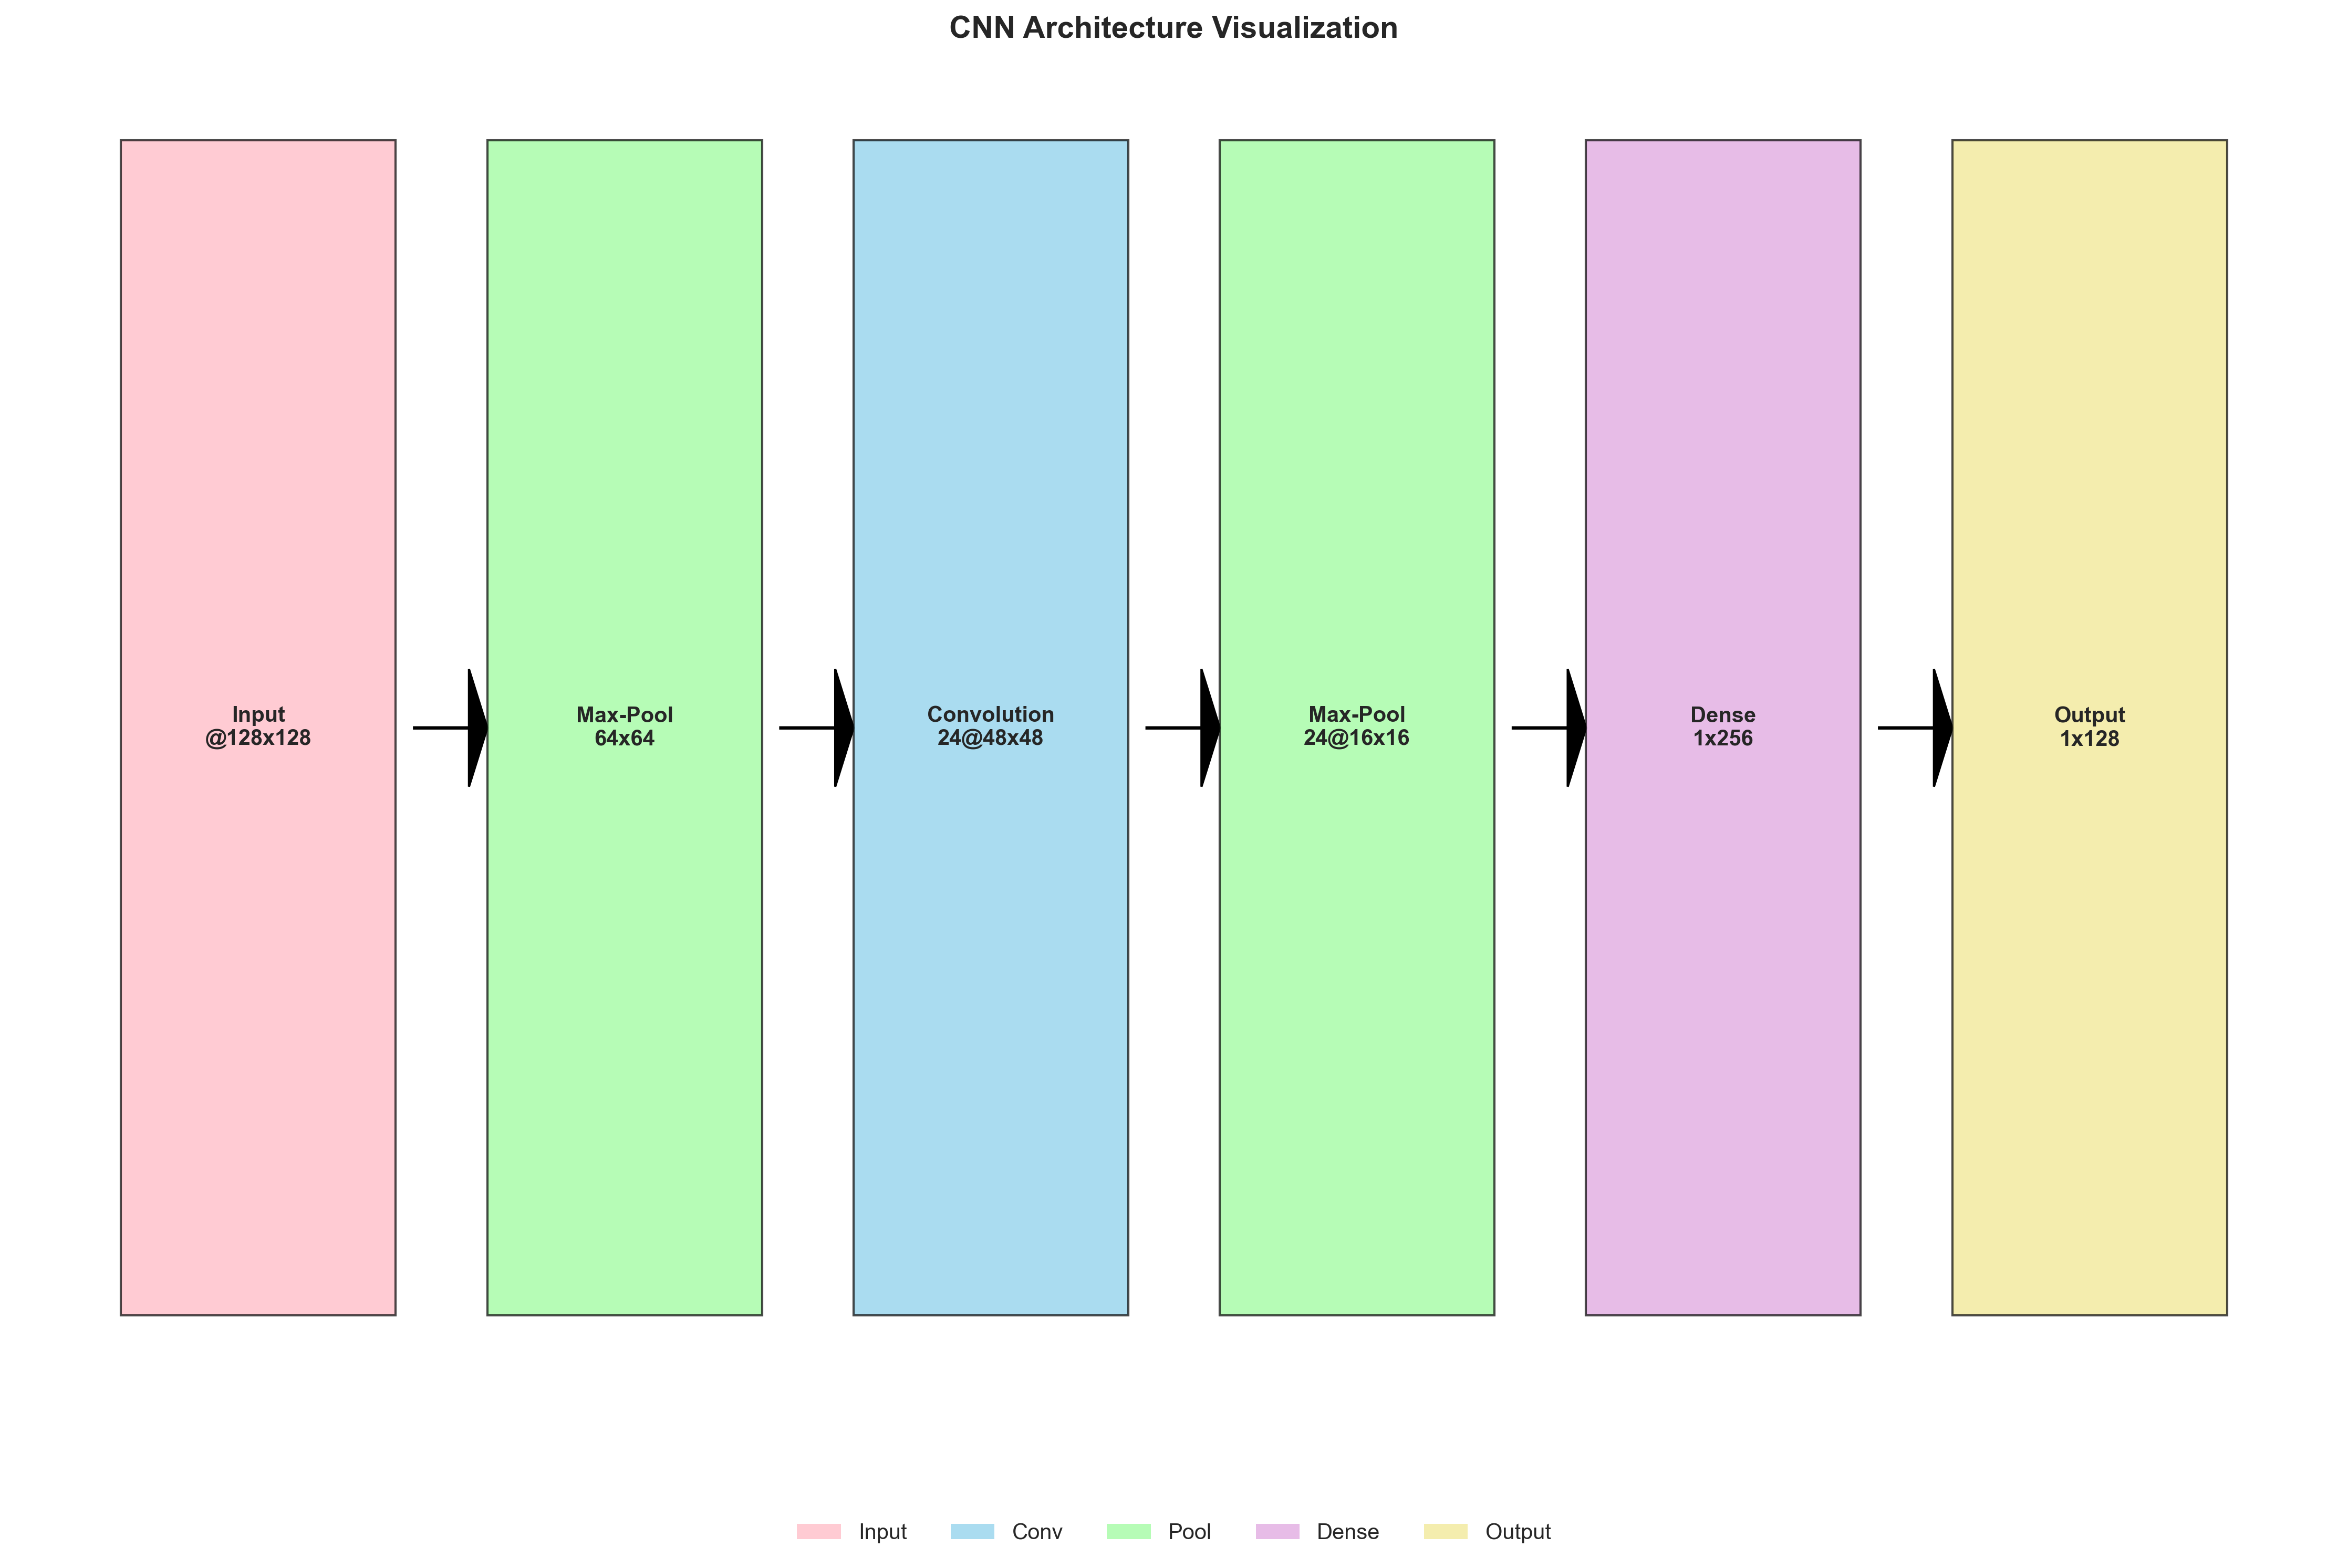 CNN Architecture Visualization
Input
@128x128
Max-Pool
64x64
Convolution
24@48x48
Max-Pool
24@16x16
Dense
1x256
Output
1x128
Input
Conv
Pool
Dense
Output